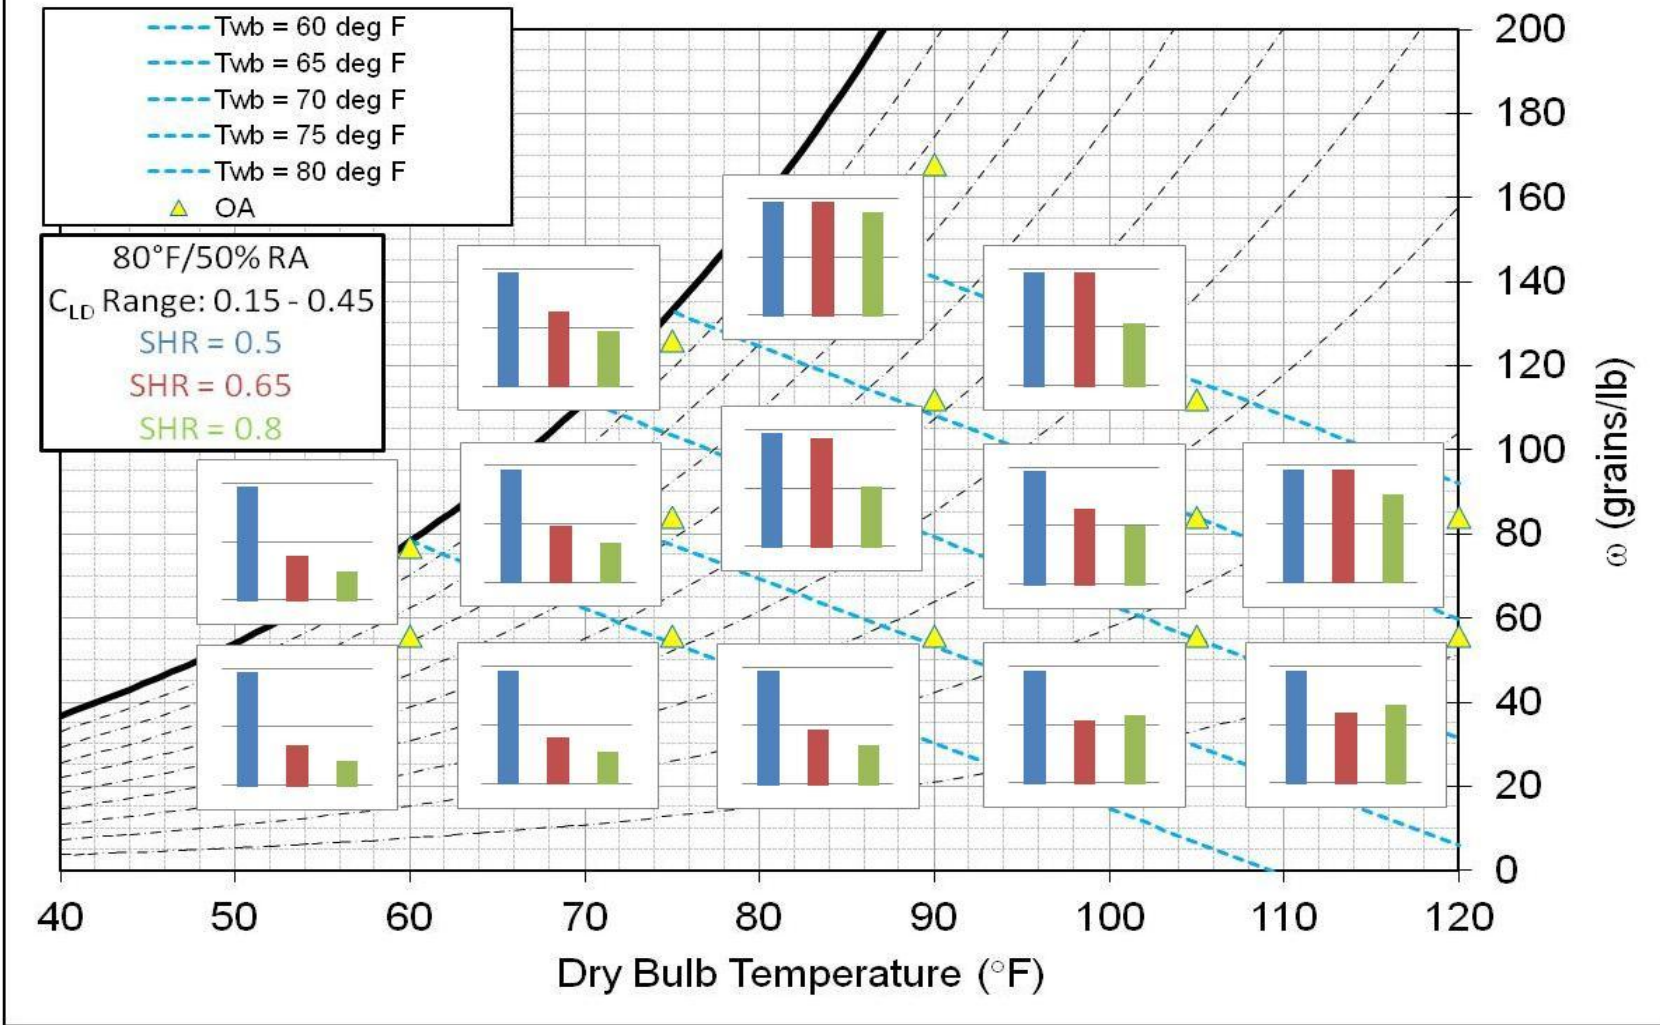 Twb = 60 deg F
Twb = 65 deg F
Twb = 70 deg F
Twb = 75 deg F
Twb = 80 deg F
OA
80°F/50% RA
CLD Range: 0.15 - 0.45
SHR = 0.5
SHR = 0.65
SHR = 0.8
200
180
160
140
120
100
80
60
40
20
0
ω (grains/lb)
40 50 60 70 80 90 100 110 120
Dry Bulb Temperature (°F)